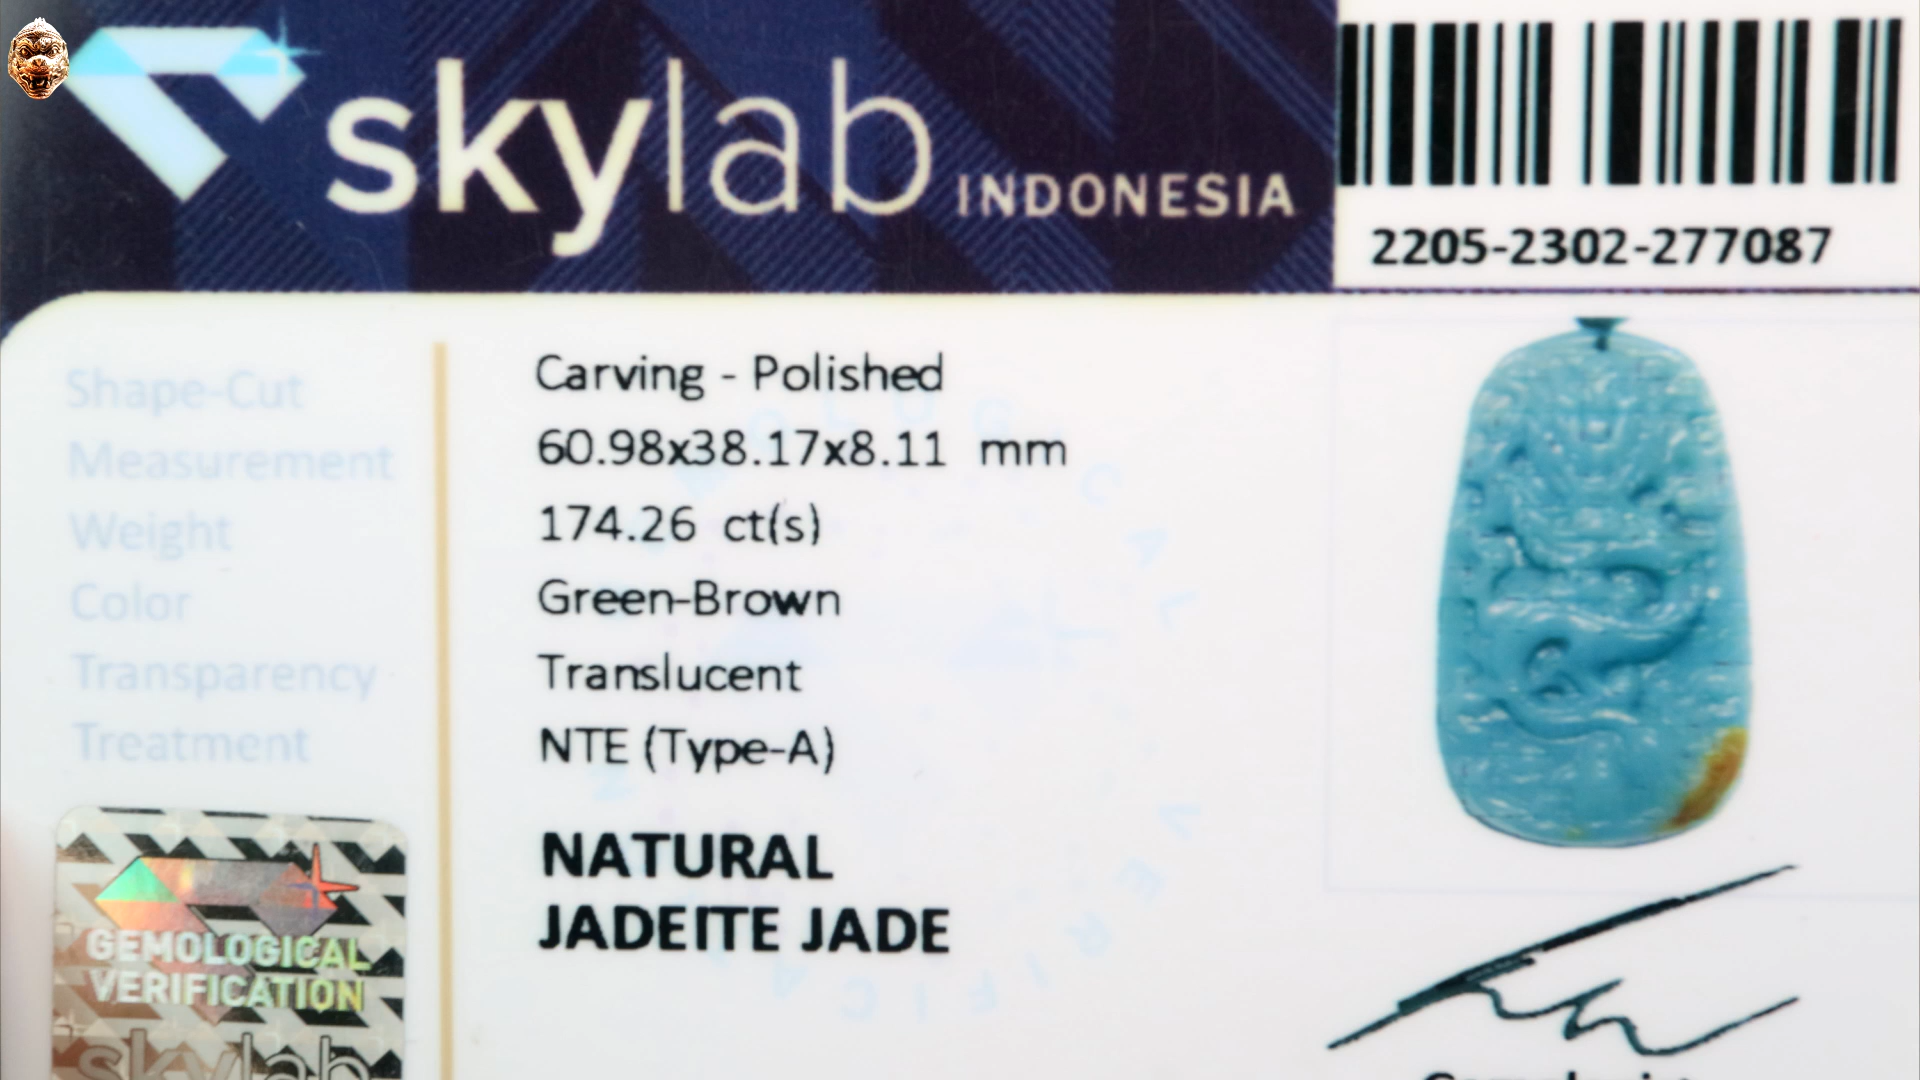 skylab INDONESIA
2205-2302-277087
Shape-Cut Carving - Polished
Measurement 60.98x38.17x8.11 mm
Weight 174.26 ct(s)
Color Green-Brown
Transparency Translucent
Treatment NTE (Type-A)
NATURAL
JADEITE JADE
GEMOLOGICAL
VERIFICATION
skylab